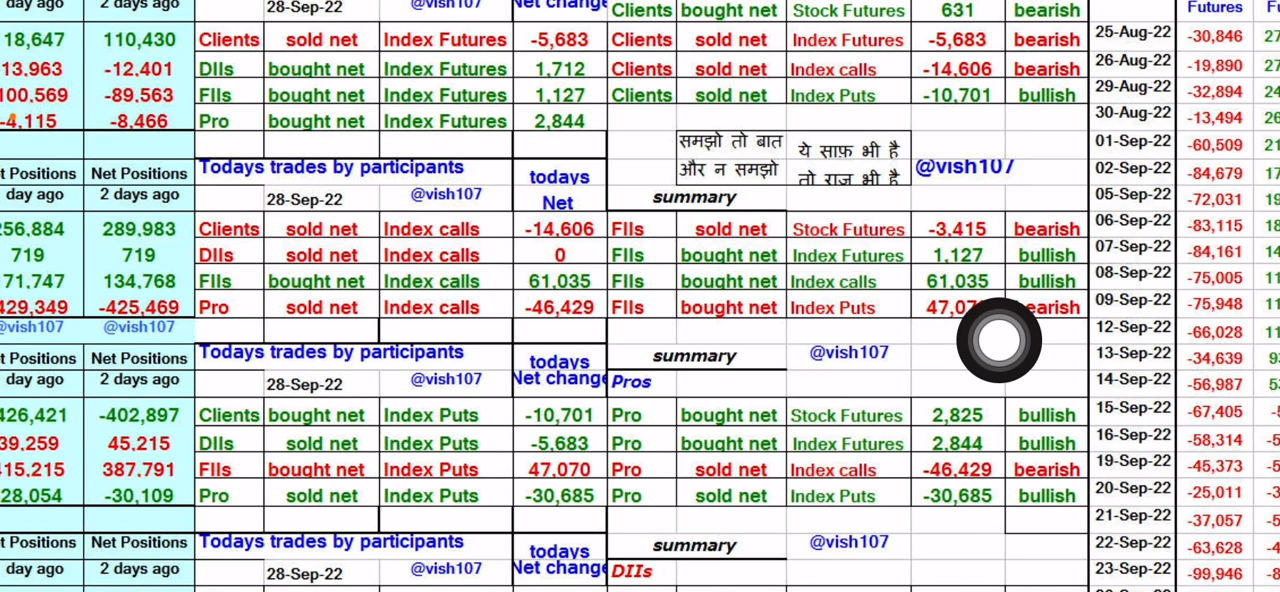 day ago 2 days ago 28-Sep-22 @vish107 Net change Clients bought net Stock Futures 631 bearish Futures
18,647 110,430 Clients sold net Index Futures -5,683 Clients sold net Index Futures -5,683 bearish 25-Aug-22 -30,846
13,963 -12,401 DIIs bought net Index Futures 1,712 Clients sold net Index calls -14,606 bearish 26-Aug-22 -19,890
100,569 -89,563 FIIs bought net Index Futures 1,127 Clients sold net Index Puts -10,701 bullish 29-Aug-22 -32,894
-4,115 -8,466 Pro bought net Index Futures 2,844 30-Aug-22 -13,494
समझो तो बात ये साफ़ भी है 01-Sep-22 -60,509
t Positions Net Positions Todays trades by participants todays और न समझो तो राज़ भी है @vish107 02-Sep-22 -84,679
day ago 2 days ago 28-Sep-22 @vish107 Net summary 05-Sep-22 -72,031
256,884 289,983 Clients sold net Index calls -14,606 FIIs sold net Stock Futures -3,415 bearish 06-Sep-22 -83,115
719 719 DIIs sold net Index calls 0 FIIs bought net Index Futures 1,127 bullish 07-Sep-22 -84,161
71,747 134,768 FIIs bought net Index calls 61,035 FIIs bought net Index calls 61,035 bullish 08-Sep-22 -75,005
429,349 -425,469 Pro sold net Index calls -46,429 FIIs bought net Index Puts 09-Sep-22 -75,948
@vish107 @vish107 12-Sep-22 -66,028
t Positions Net Positions Todays trades by participants todays summary @vish107 13-Sep-22 -34,639
day ago 2 days ago 28-Sep-22 @vish107 Net change Pros 14-Sep-22 -56,987
426,421 -402,897 Clients bought net Index Puts -10,701 Pro bought net Stock Futures 2,825 bullish 15-Sep-22 -67,405
39,259 45,215 DIIs sold net Index Puts -5,683 Pro bought net Index Futures 2,844 bullish 16-Sep-22 -58,314
415,215 387,791 FIIs bought net Index Puts 47,070 Pro sold net Index calls -46,429 bearish 19-Sep-22 -45,373
28,054 -30,109 Pro sold net Index Puts -30,685 Pro sold net Index Puts -30,685 bullish 20-Sep-22 -25,011
21-Sep-22 -37,057
t Positions Net Positions Todays trades by participants todays summary @vish107 22-Sep-22 -63,628
day ago 2 days ago 28-Sep-22 @vish107 Net change DIIs 23-Sep-22 -99,946